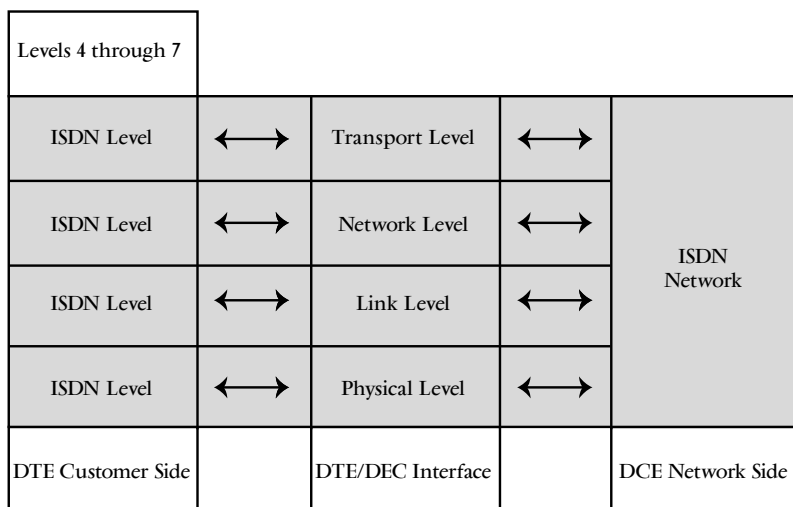 Levels 4 through 7
ISDN Level
Transport Level
ISDN Level
Network Level
ISDN
Network
ISDN Level
Link Level
ISDN Level
Physical Level
DTE Customer Side
DTE/DEC Interface
DCE Network Side